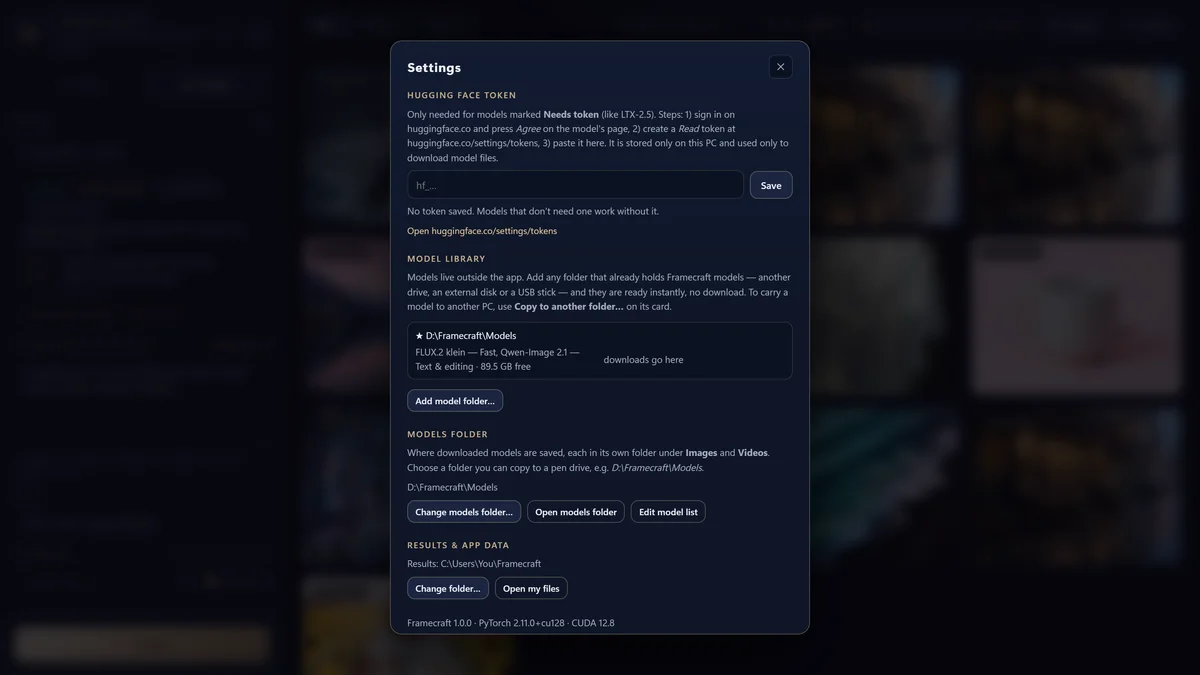 Settings
HUGGING FACE TOKEN
Only needed for models marked Needs token (like LTX-2.5). Steps: 1) sign in on
huggingface.co and press Agree on the model's page, 2) create a Read token at
huggingface.co/settings/tokens, 3) paste it here. It is stored only on this PC and used only to
download model files.
hf_...
Save
No token saved. Models that don't need one work without it.
Open huggingface.co/settings/tokens
MODEL LIBRARY
Models live outside the app. Add any folder that already holds Framecraft models — another
drive, an external disk or a USB stick — and they are ready instantly, no download. To carry a
model to another PC, use Copy to another folder... on its card.
★ D:\Framecraft\Models
FLUX.2 klein — Fast, Qwen-Image 2.1 —
Text & editing · 89.5 GB free
downloads go here
Add model folder...
MODELS FOLDER
Where downloaded models are saved, each in its own folder under Images and Videos.
Choose a folder you can copy to a pen drive, e.g. D:\Framecraft\Models.
D:\Framecraft\Models
Change models folder...
Open models folder
Edit model list
RESULTS & APP DATA
Results: C:\Users\You\Framecraft
Change folder...
Open my files
Framecraft 1.0.0 · PyTorch 2.11.0+cu128 · CUDA 12.8